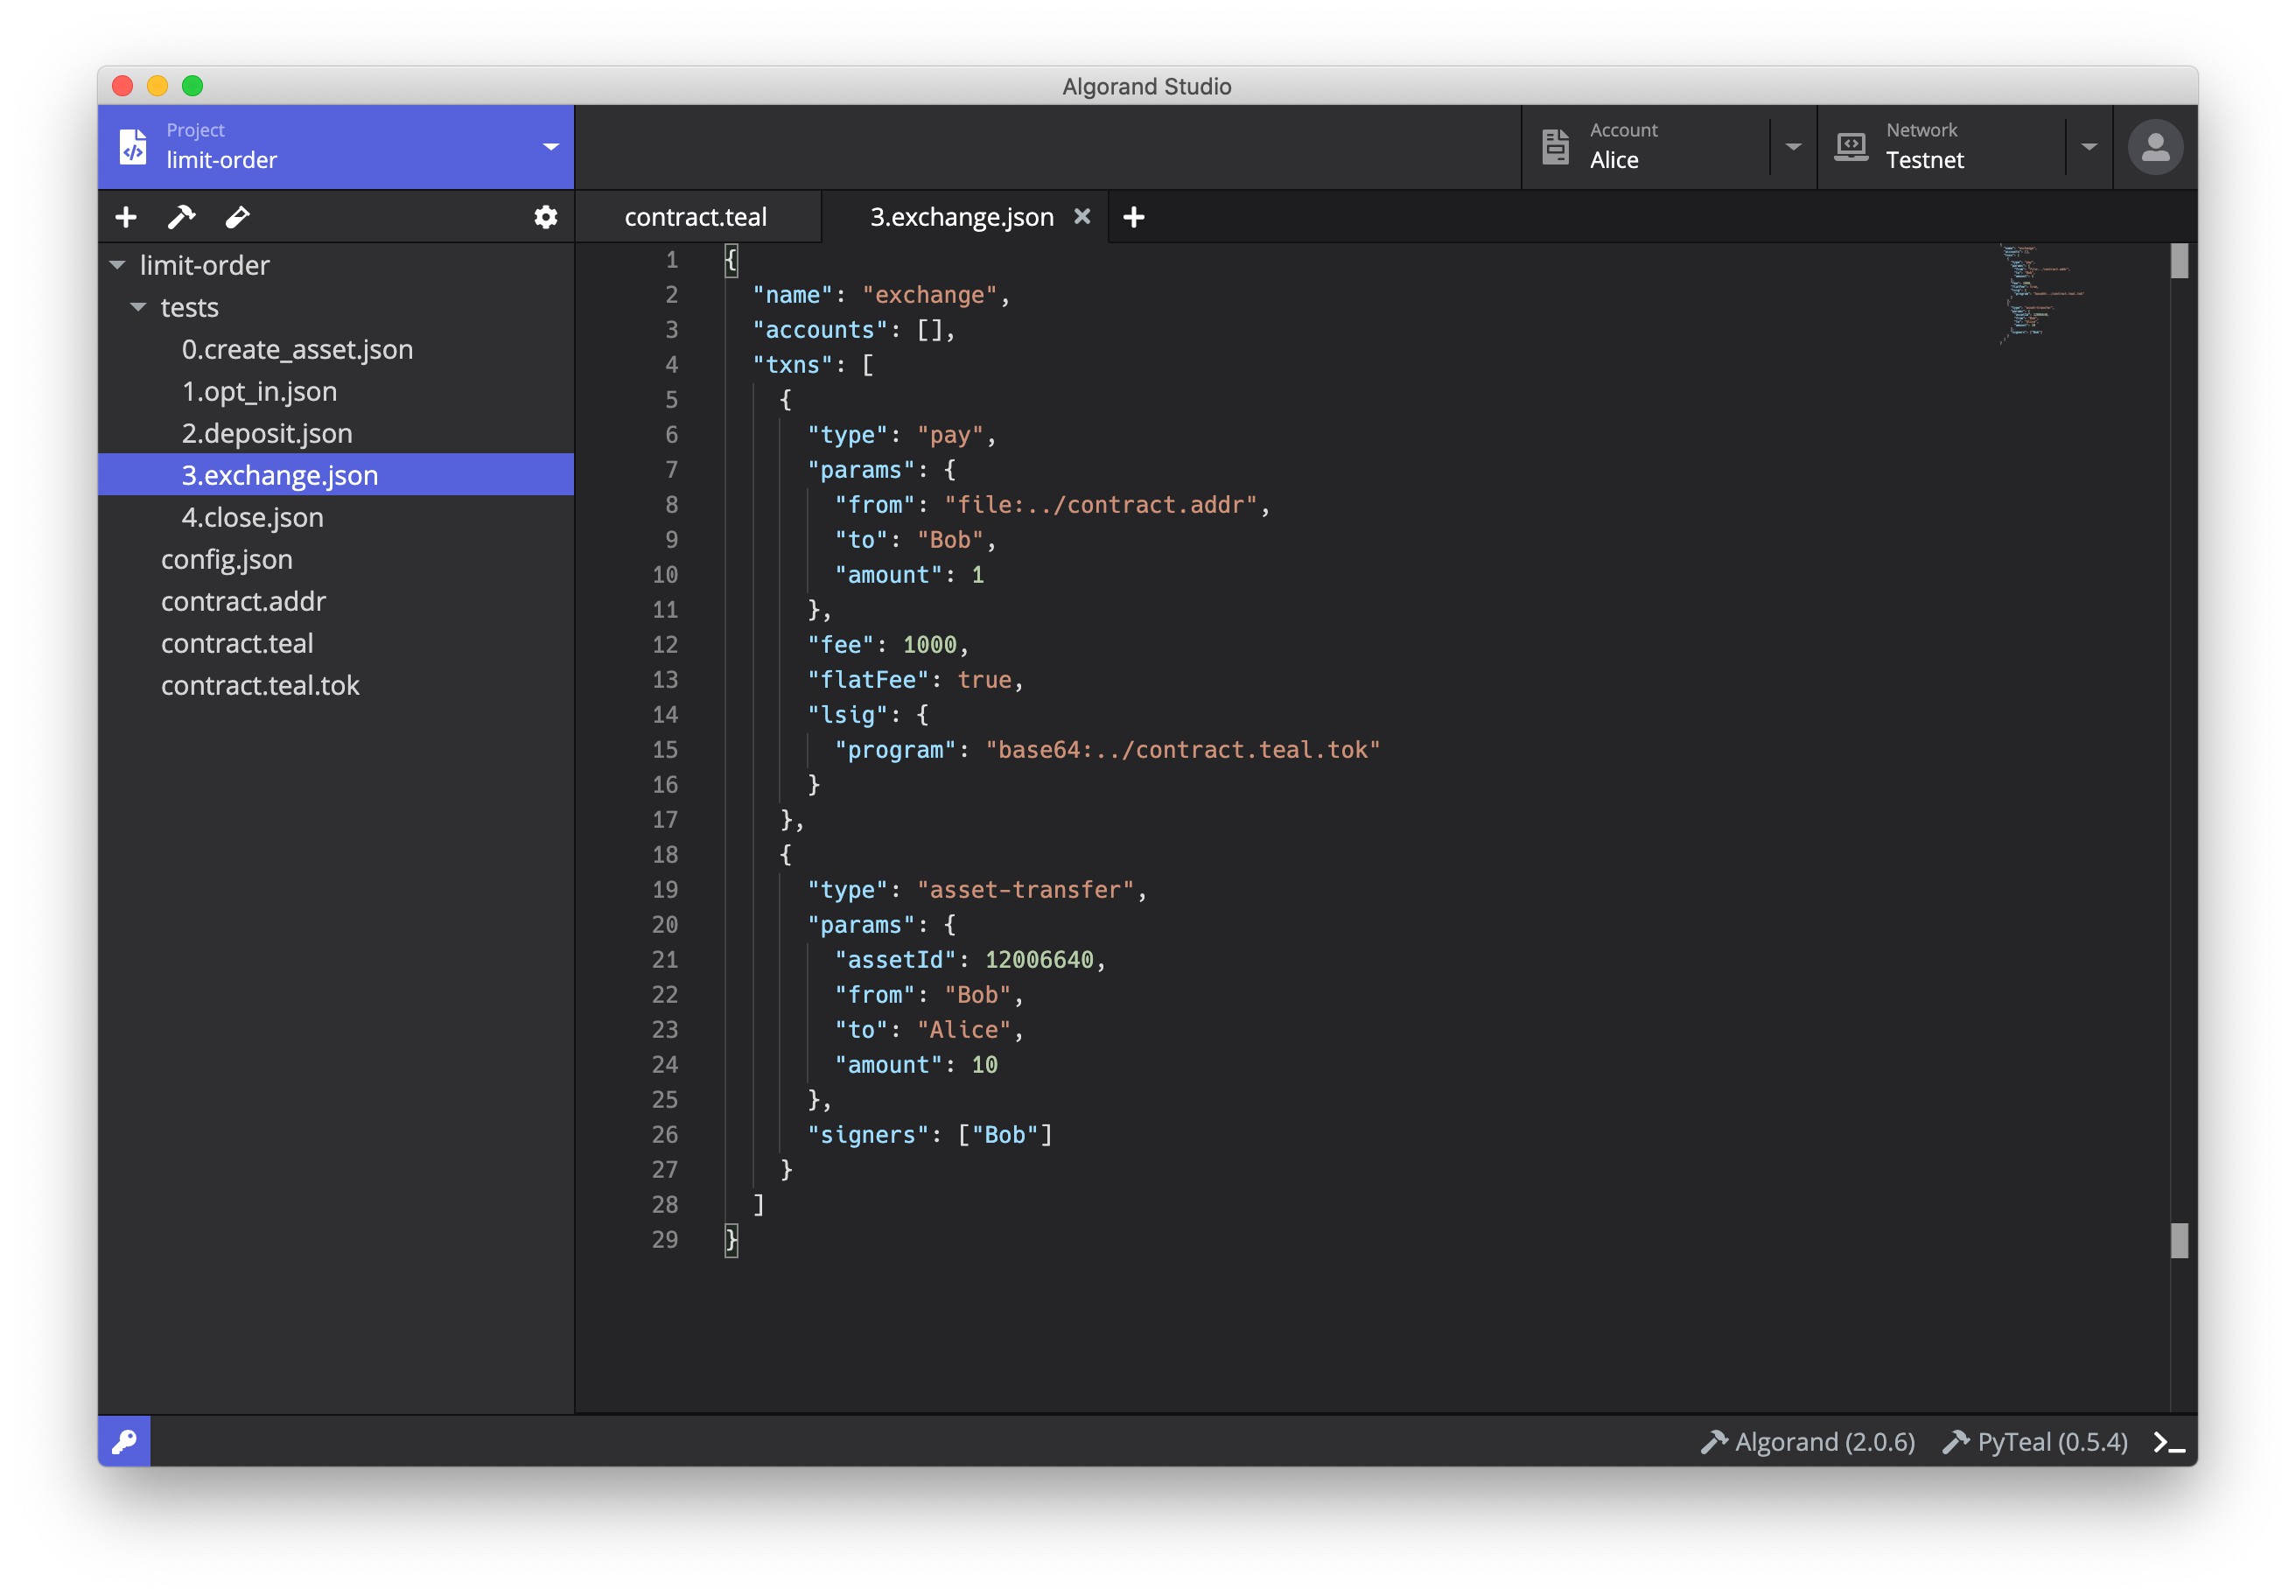 Algorand Studio
Project
limit-order
Account
Alice
Network
Testnet
contract.teal
3.exchange.json
limit-order
tests
0.create_asset.json
1.opt_in.json
2.deposit.json
3.exchange.json
4.close.json
config.json
contract.addr
contract.teal
contract.teal.tok
1 {
2 "name": "exchange",
3 "accounts": [],
4 "txns": [
5 {
6 "type": "pay",
7 "params": {
8 "from": "file:../contract.addr",
9 "to": "Bob",
10 "amount": 1
11 },
12 "fee": 1000,
13 "flatFee": true,
14 "lsig": {
15 "program": "base64:../contract.teal.tok"
16 }
17 },
18 {
19 "type": "asset-transfer",
20 "params": {
21 "assetId": 12006640,
22 "from": "Bob",
23 "to": "Alice",
24 "amount": 10
25 },
26 "signers": ["Bob"]
27 }
28 ]
29 }
Algorand (2.0.6) PyTeal (0.5.4)